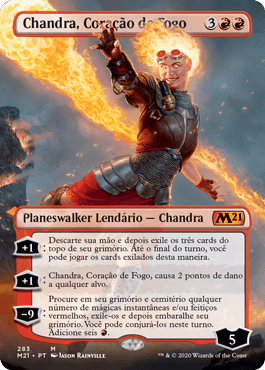 Chandra, Coração de Fogo 3
Planeswalker Lendário — Chandra M21
+1: Descarte sua mão e depois exile os três cards do
topo de seu grimório. Até o final do turno, você
pode jogar os cards exilados desta maneira.
+1: Chandra, Coração de Fogo, causa 2 pontos de dano
a qualquer alvo.
-9: Procure em seu grimório e cemitério qualquer
número de mágicas instantâneas e/ou feitiços
vermelhos, exile-os e depois embaralhe seu
grimório. Você pode conjurá-los neste turno.
Adicione seis.
5
283 M
M21 • PT JASON RAINVILLE
™ & © 2020 Wizards of the Coast